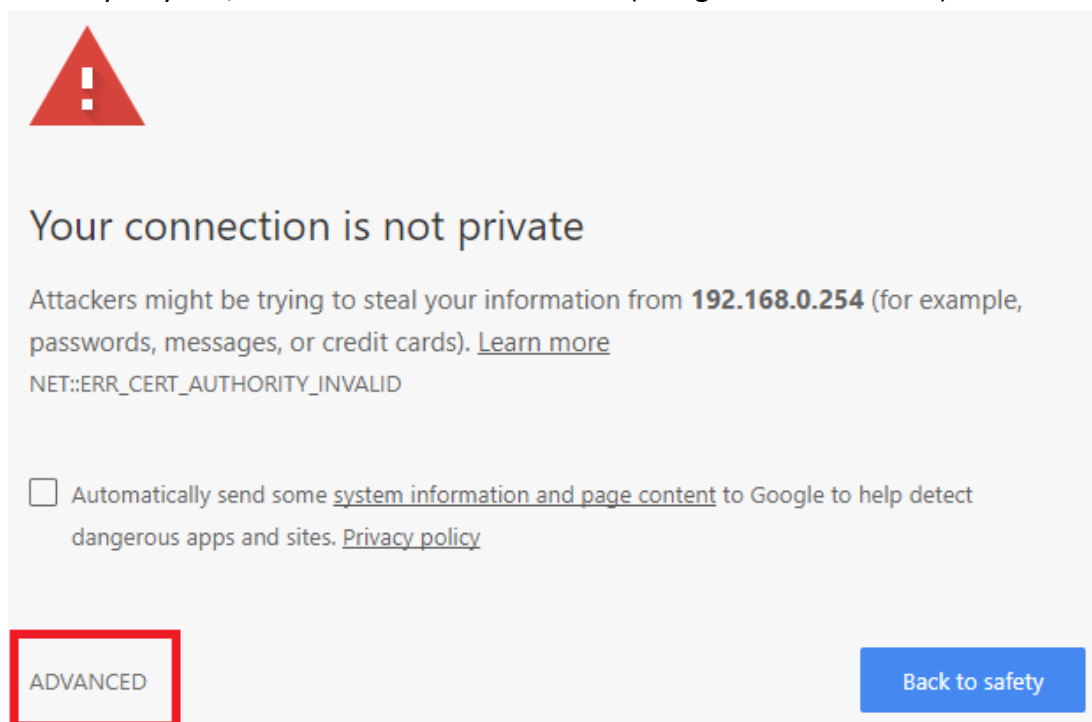 Your connection is not private
Attackers might be trying to steal your information from 192.168.0.254 (for example,
passwords, messages, or credit cards). Learn more
NET::ERR_CERT_AUTHORITY_INVALID
Automatically send some system information and page content to Google to help detect
dangerous apps and sites. Privacy policy
ADVANCED
Back to safety